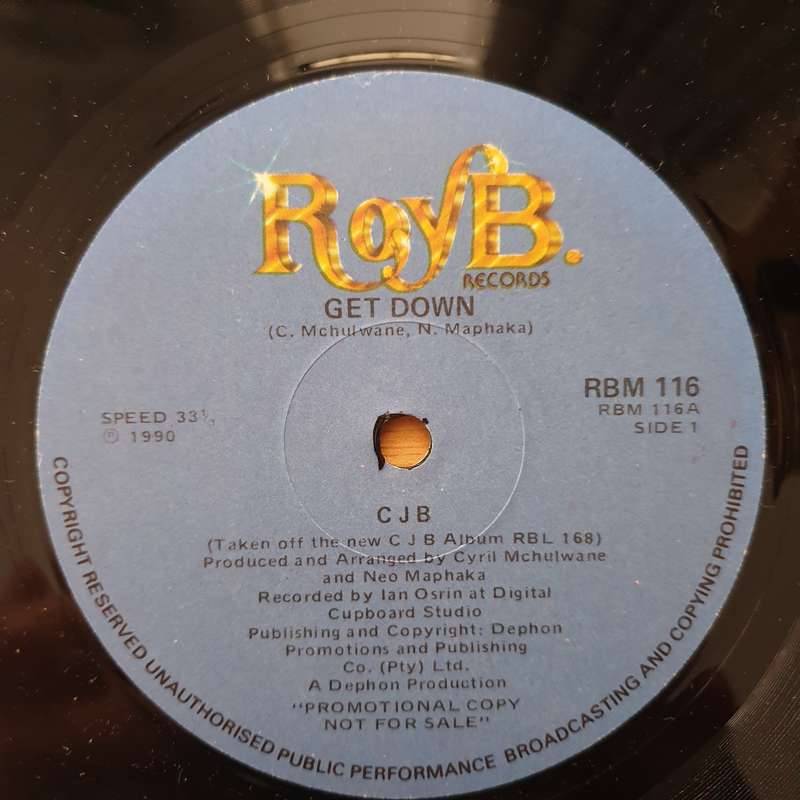 Roy B.
RECORDS
GET DOWN
(C. Mchulwane, N. Maphaka)
RBM 116
RBM 116A
SIDE 1
SPEED 33⅓
℗ 1990
C J B
(Taken off the new C J B Album RBL 168)
Produced and Arranged by Cyril Mchulwane
and Neo Maphaka
Recorded by Ian Osrin at Digital
Cupboard Studio
Publishing and Copyright: Dephon
Promotions and Publishing
Co. (Pty) Ltd.
A Dephon Production
"PROMOTIONAL COPY
NOT FOR SALE"
COPYRIGHT RESERVED UNAUTHORISED PUBLIC PERFORMANCE BROADCASTING AND COPYING PROHIBITED